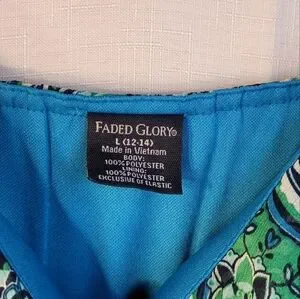 FADED GLORY®
L (12-14)
Made in Vietnam
BODY:
100%POLYESTER
LINING:
100%POLYESTER
EXCLUSIVE OF ELASTIC